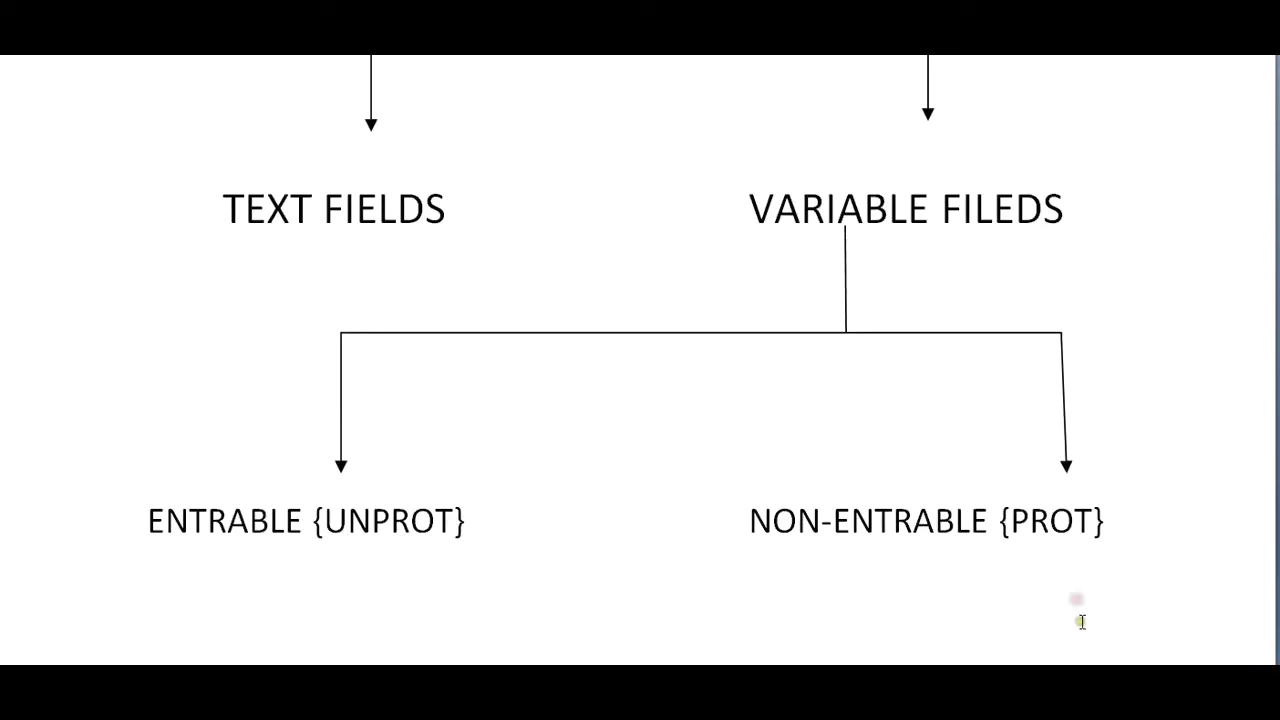 TEXT FIELDS
VARIABLE FILEDS
ENTRABLE {UNPROT}
NON-ENTRABLE {PROT}